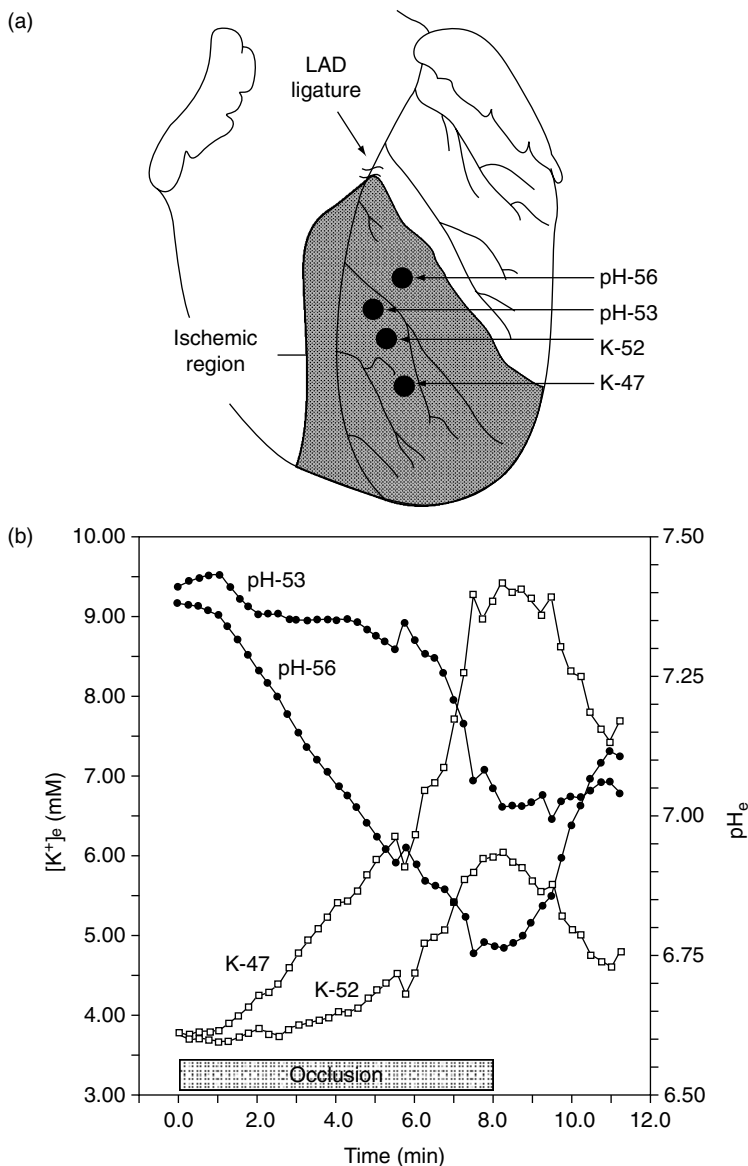 (a)
LAD
ligature
pH-56
pH-53
K-52
K-47
Ischemic
region
(b)
10.00
9.00
8.00
7.00
6.00
5.00
4.00
3.00
[K⁺]ₑ (mM)
7.50
7.25
7.00
6.75
6.50
pHₑ
pH-53
pH-56
K-47
K-52
Occlusion
0.0 2.0 4.0 6.0 8.0 10.0 12.0
Time (min)